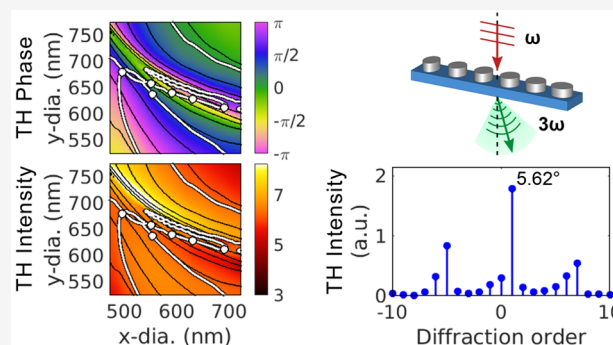 TH Phase
y-dia. (nm)
750
700
650
600
550
π
π/2
0
-π/2
-π
ω
3ω
TH Intensity
y-dia. (nm)
750
700
650
600
550
7
5
3
500 600 700
x-dia. (nm)
TH Intensity
(a.u.)
2
1
0
5.62°
-10 0 10
Diffraction order